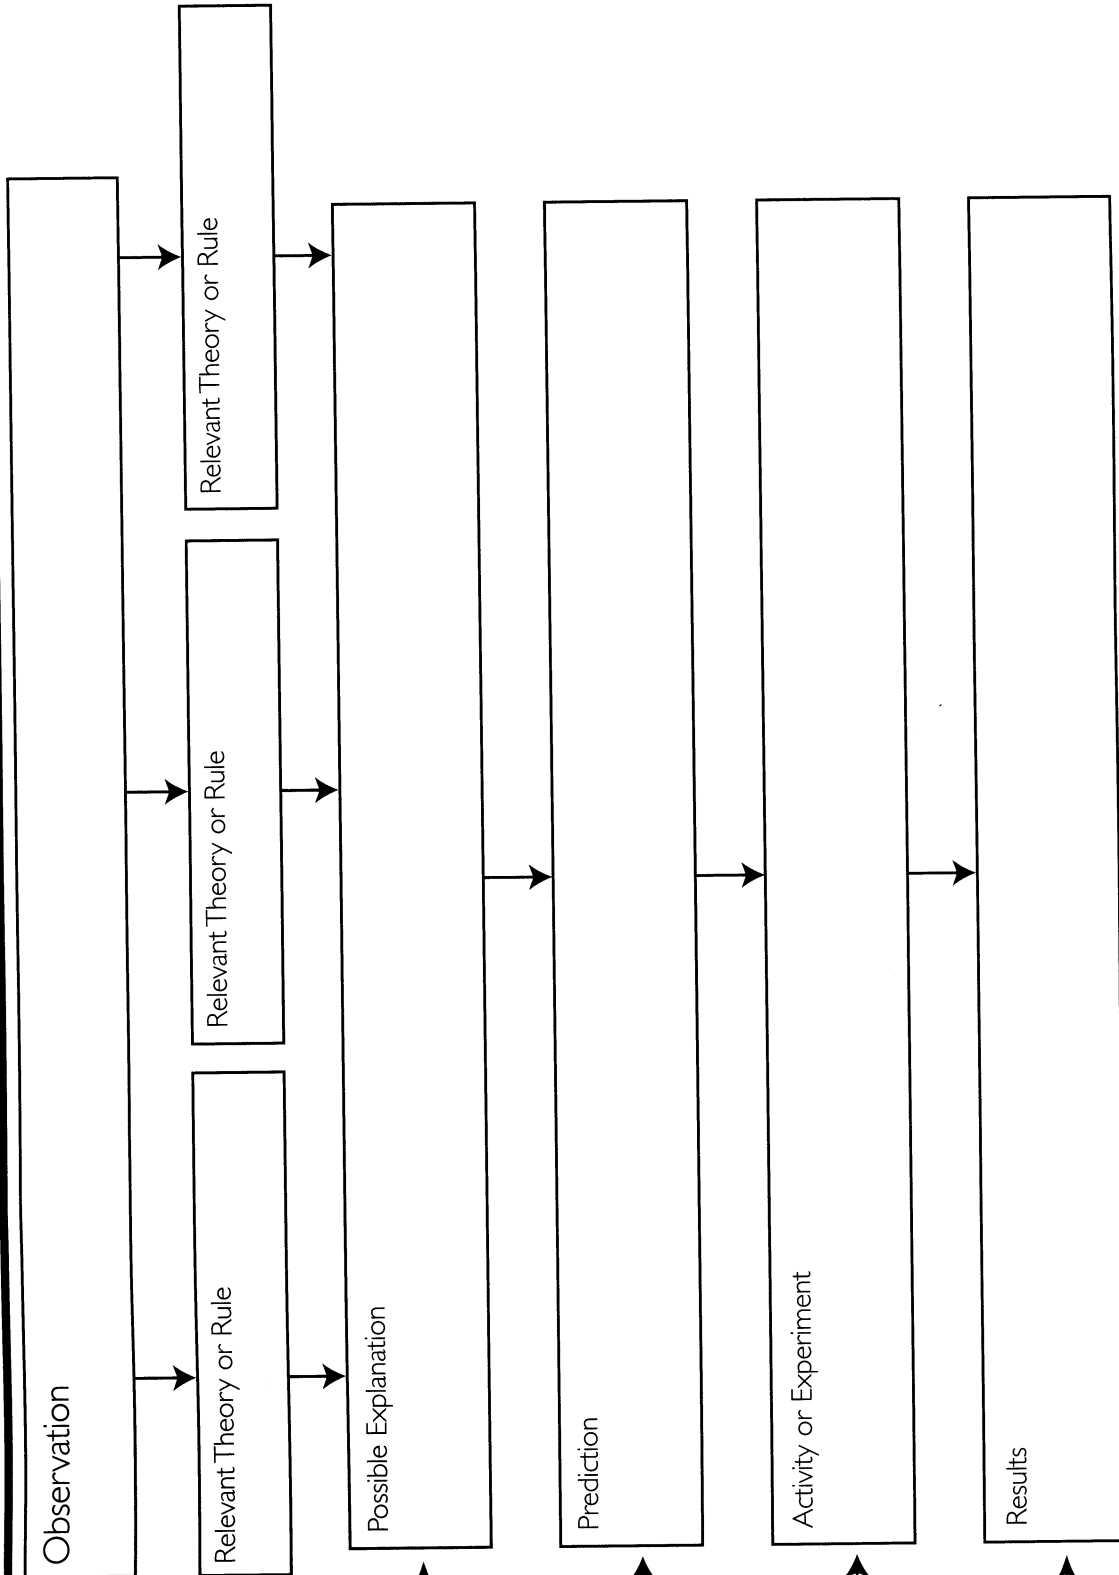 Observation
Relevant Theory or Rule
Relevant Theory or Rule
Relevant Theory or Rule
Possible Explanation
Prediction
Activity or Experiment
Results